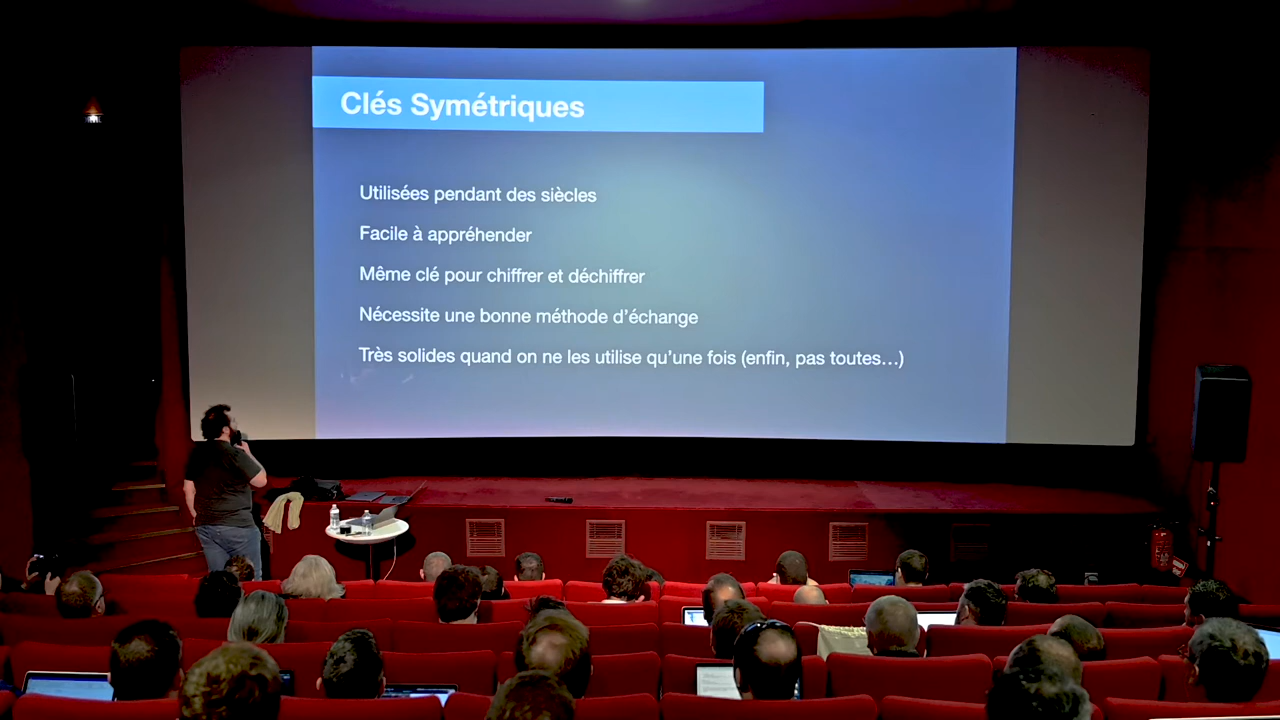 Clés Symétriques
Utilisées pendant des siècles
Facile à appréhender
Même clé pour chiffrer et déchiffrer
Nécessite une bonne méthode d'échange
Très solides quand on ne les utilise qu'une fois (enfin, pas toutes…)